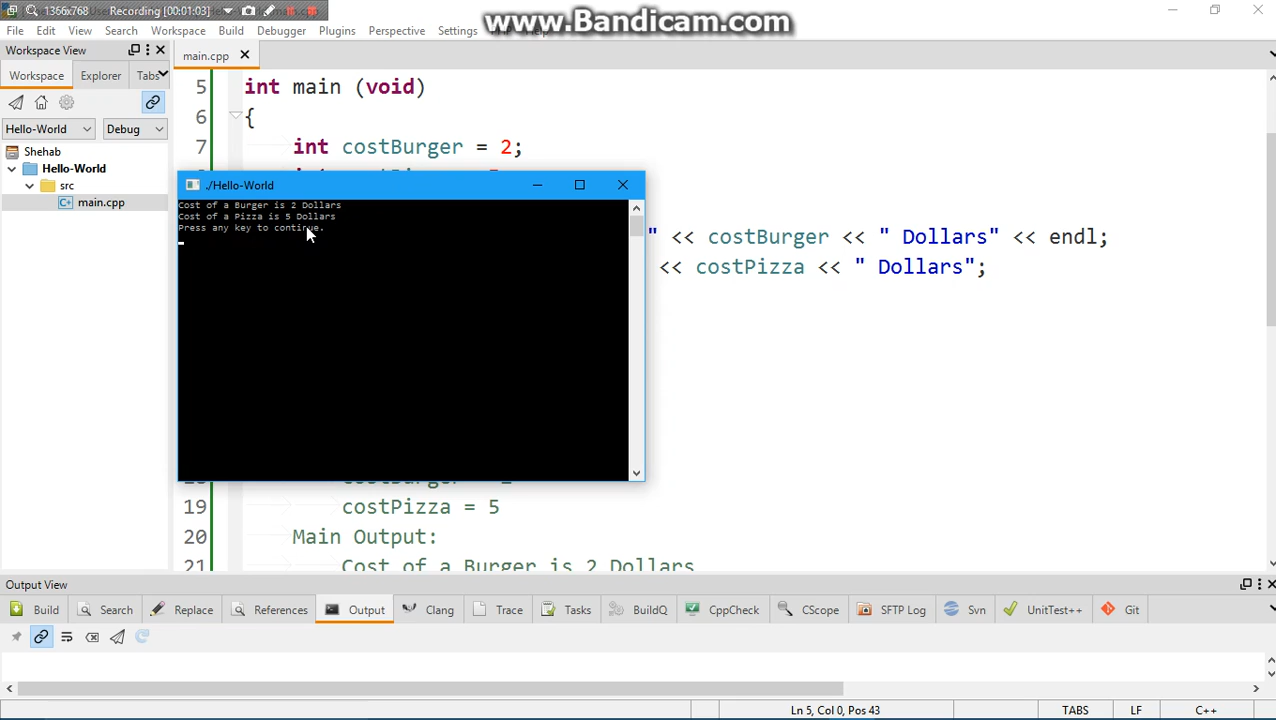 1366x768 Recording [00:01:03]
www.Bandicam.com
File Edit View Search Workspace Build Debugger Plugins Perspective Settings
Workspace View
main.cpp
Workspace Explorer Tabs
Hello-World Debug
Shehab
Hello-World
src
main.cpp
5 int main (void)
6 {
7 int costBurger = 2;
./Hello-World
Cost of a Burger is 2 Dollars
Cost of a Pizza is 5 Dollars
Press any key to continue.
" << costBurger << " Dollars" << endl;
<< costPizza << " Dollars";
19 costPizza = 5
20 Main Output:
21 Cost of a Burger is 2 Dollars
Output View
Build Search Replace References Output Clang Trace Tasks BuildQ CppCheck CScope SFTP Log Svn UnitTest++ Git
Ln 5, Col 0, Pos 43 TABS LF C++